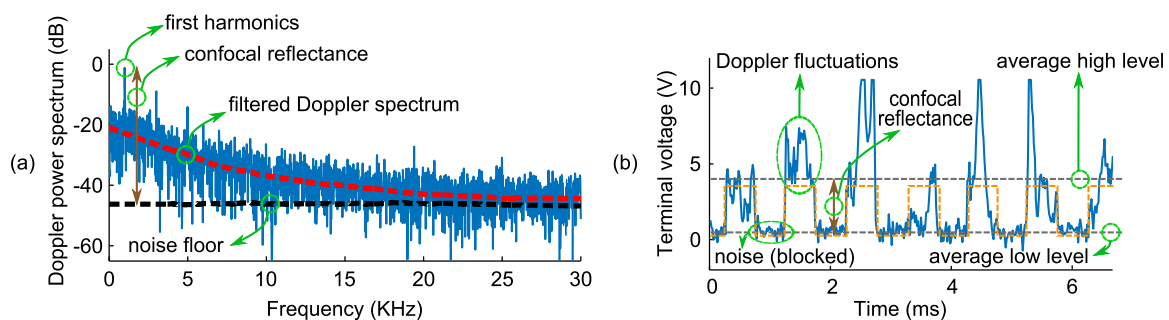 (a)
Doppler power spectrum (dB)
0
-20
-40
-60
first harmonics
confocal reflectance
filtered Doppler spectrum
noise floor
0
5
10
15
20
25
30
Frequency (KHz)
(b)
Terminal voltage (V)
10
5
0
Doppler fluctuations
average high level
confocal
reflectance
noise (blocked)
average low level
0
2
4
6
Time (ms)